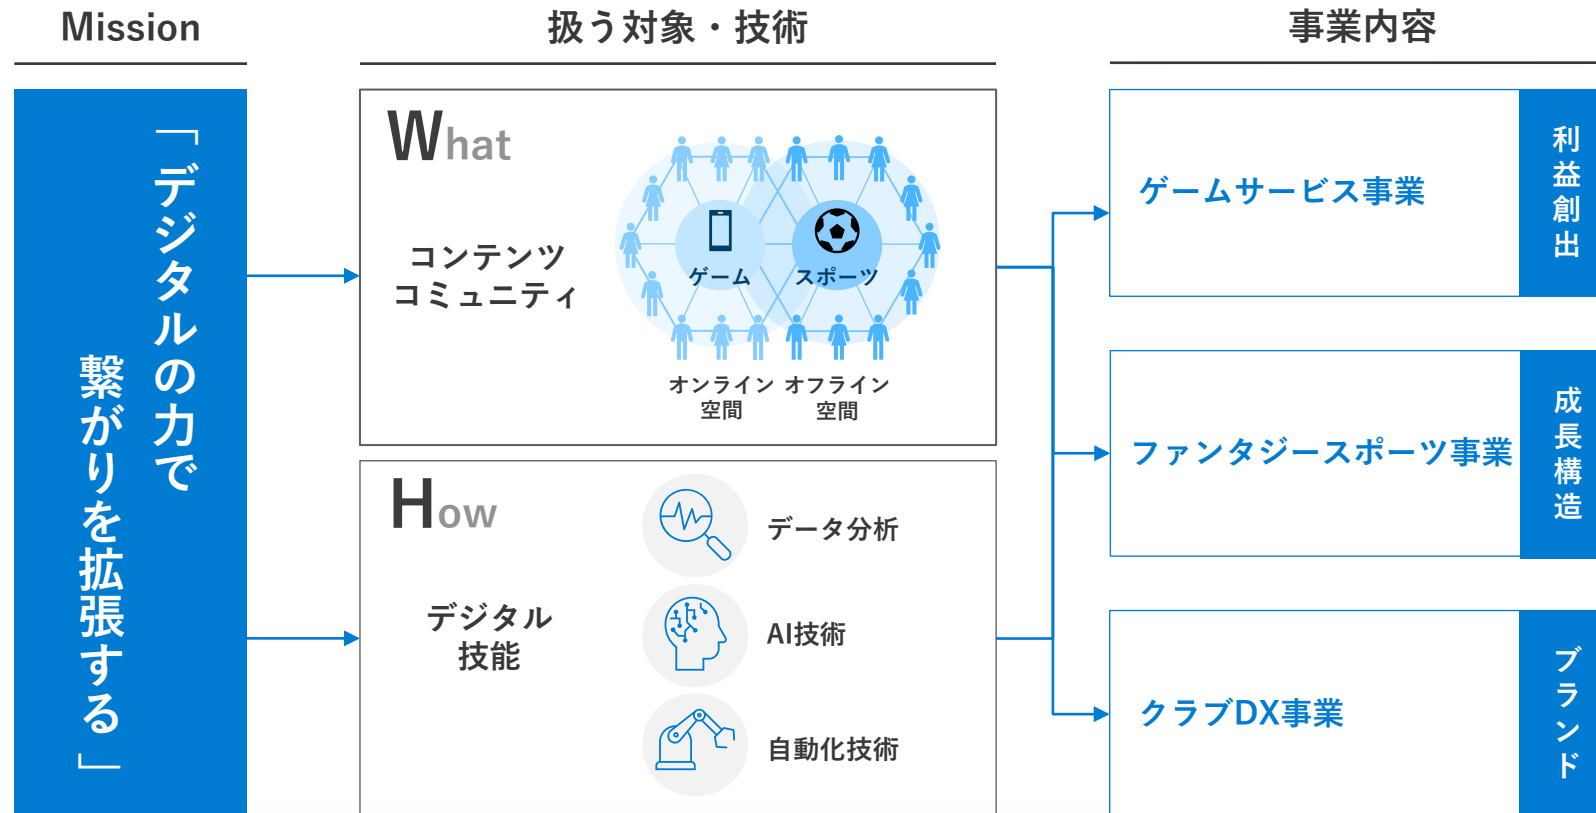 Mission
扱う対象・技術
事業内容
「デジタルの力で
繋がりを拡張する」
What
コンテンツ
コミュニティ
ゲーム
スポーツ
オンライン
空間
オフライン
空間
How
デジタル
技能
データ分析
AI技術
自動化技術
ゲームサービス事業
利益創出
ファンタジースポーツ事業
成長構造
クラブDX事業
ブランド